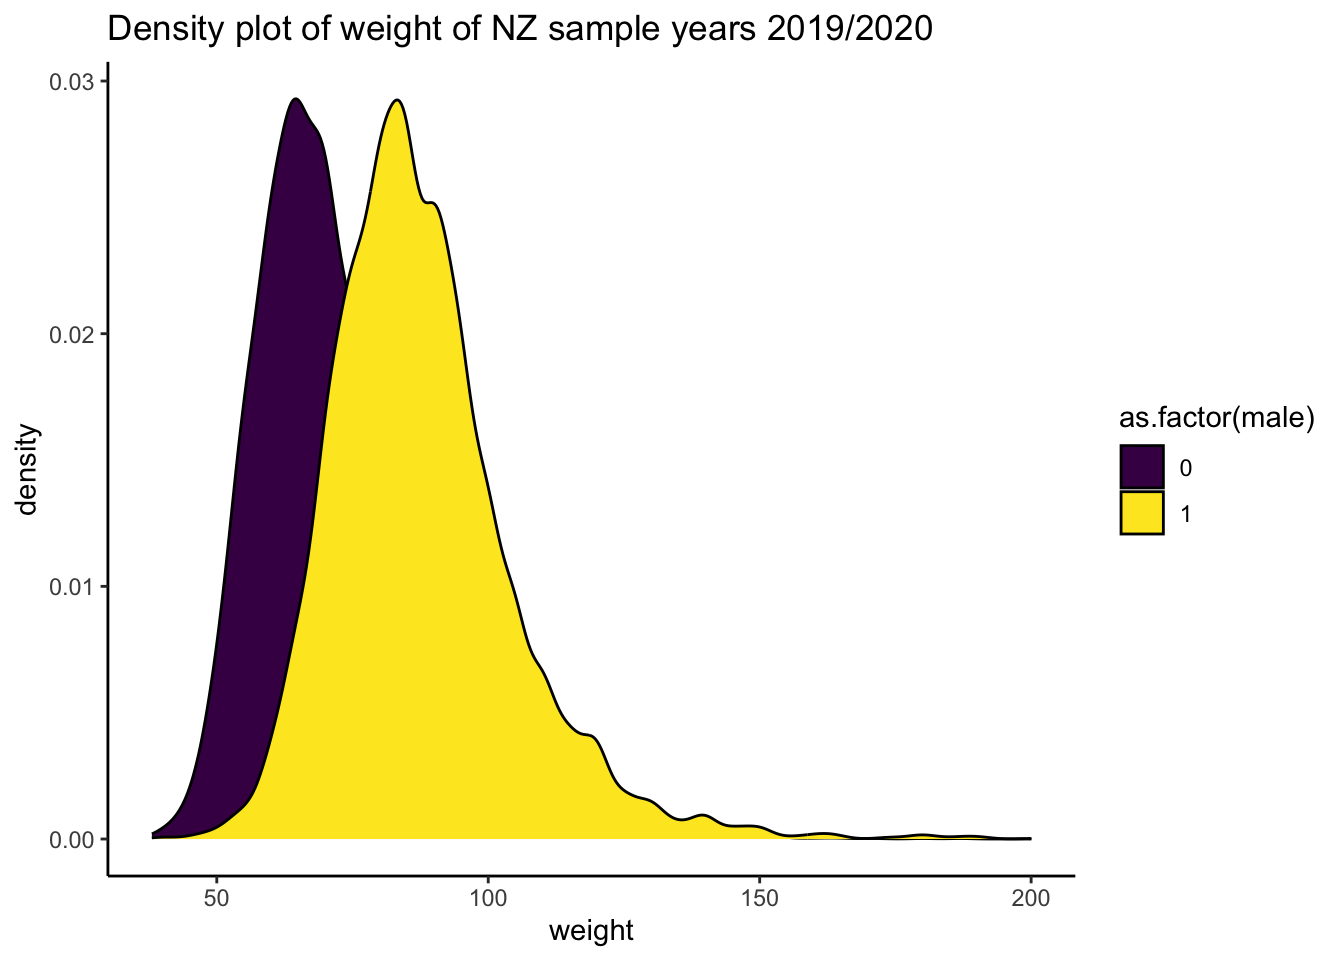 Density plot of weight of NZ sample years 2019/2020
0.03
0.02
0.01
0.00
density
50 100 150 200
weight
as.factor(male)
0
1